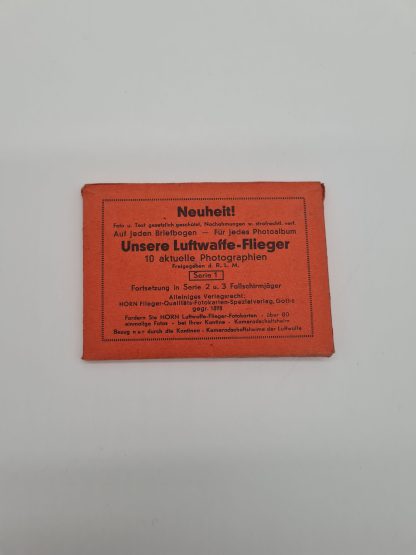 Neuheit!
Foto u. Text gesetzlich geschützt, Nachahmungen w. strafrechtl. verf.
Auf jeden Briefbogen — Für jedes Photoalbum
Unsere Luftwaffe-Flieger
10 aktuelle Photographien
Freigegeben d. R. L. M.
Serie 1
Fortsetzung in Serie 2 u. 3 Fallschirmjäger
Alleiniges Verlagsrecht:
HORN Flieger-Qualitäts-Fotokarten-Spezialverlag, Gotha
gegr. 1898
Fordern Sie HORN Luftwaffe-Flieger-Fotokarten - über 80
einmalige Fotos - bei Ihrer Kantine - Kameradschaftsheim
Bezug nur durch die Kantinen - Kameradschaftsheime der Luftwaffe